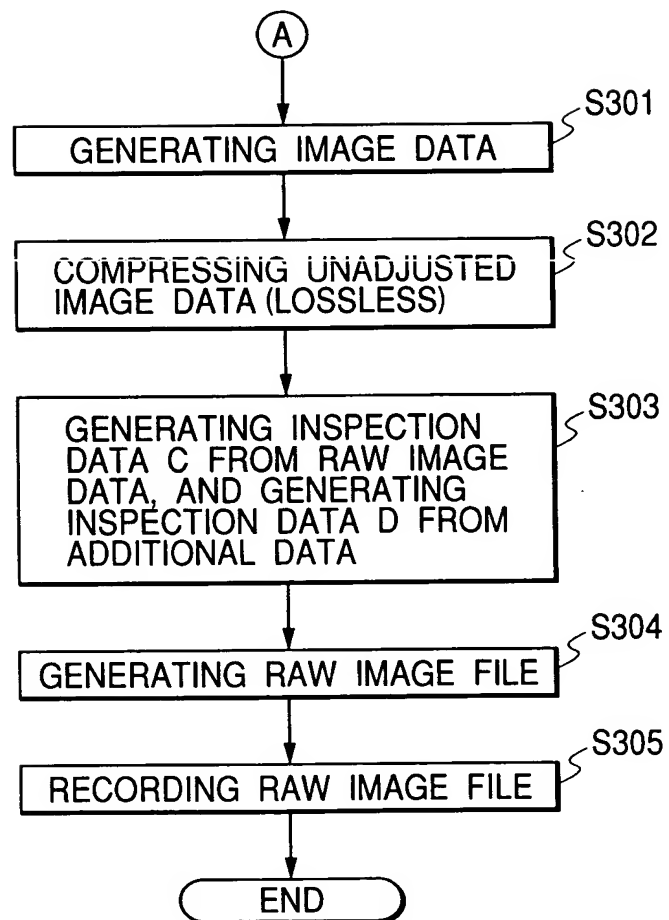 A
S301
GENERATING IMAGE DATA
S302
COMPRESSING UNADJUSTED
IMAGE DATA (LOSSLESS)
S303
GENERATING INSPECTION
DATA C FROM RAW IMAGE
DATA, AND GENERATING
INSPECTION DATA D FROM
ADDITIONAL DATA
S304
GENERATING RAW IMAGE FILE
S305
RECORDING RAW IMAGE FILE
END